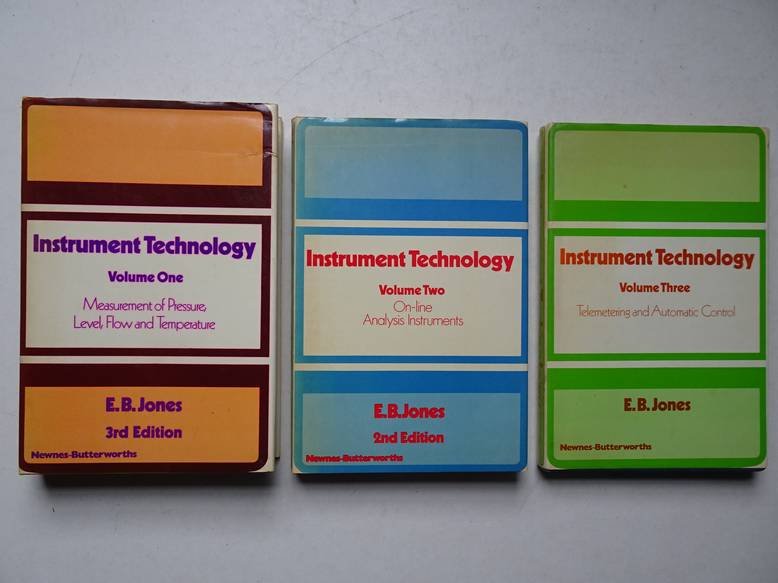 Instrument Technology
Volume One
Measurement of Pressure,
Level, Flow and Temperature
E.B.Jones
3rd Edition
Newnes-Butterworths
Instrument Technology
Volume Two
On-line
Analysis Instruments
E.B.Jones
2nd Edition
Newnes-Butterworths
Instrument Technology
Volume Three
Telemetering and Automatic Control
E.B.Jones
Newnes-Butterworths